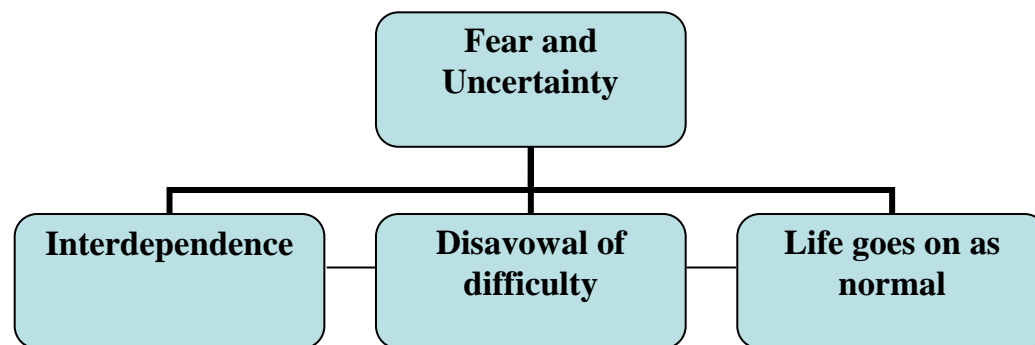 Fear and
Uncertainty
Interdependence
Disavowal of
difficulty
Life goes on as
normal